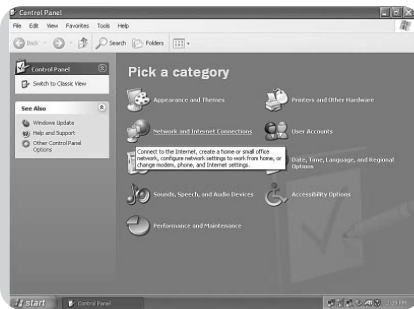 Control Panel
File Edit View Favorites Tools Help
Back Search Folders
Control Panel
Switch to Classic View
See Also
Windows Update
Help and Support
Other Control Panel
Options
Pick a category
Appearance and Themes
Printers and Other Hardware
Network and Internet Connections
User Accounts
Connect to the Internet, create a home or small office
network, configure network settings to work from home, or
change modem, phone, and Internet settings.
Date, Time, Language, and Regional
Options
Sounds, Speech, and Audio Devices
Accessibility Options
Performance and Maintenance
start Control Panel